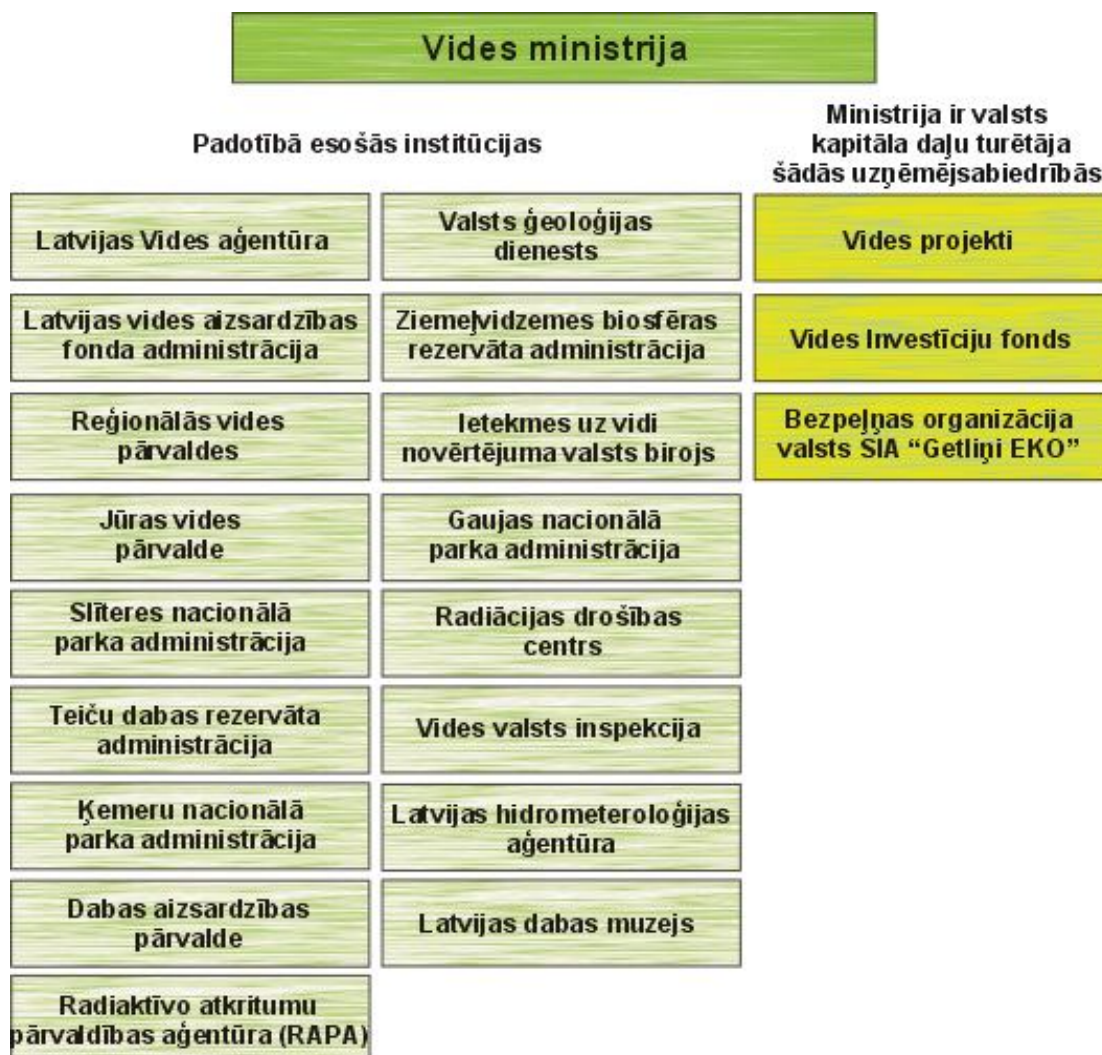 Vides ministrija
Padotībā esošās institūcijas
Ministrija ir valsts
kapitāla daļu turētāja
šādās uzņēmējsabiedrībās
Latvijas Vides aģentūra
Valsts ģeoloģijas
dienests
Vides projekti
Latvijas vides aizsardzības
fonda administrācija
Ziemeļvidzemes biosfēras
rezervāta administrācija
Vides Investīciju fonds
Reģionālās vides
pārvaldes
Ietekmes uz vidi
novērtējuma valsts birojs
Bezpeļņas organizācija
valsts SIA “Getliņi EKO”
Jūras vides
pārvalde
Gaujas nacionālā
parka administrācija
Slīteres nacionālā
parka administrācija
Radiācijas drošības
centrs
Teiču dabas rezervāta
administrācija
Vides valsts inspekcija
Ķemeru nacionālā
parka administrācija
Latvijas hidrometeroloģijas
aģentūra
Dabas aizsardzības
pārvalde
Latvijas dabas muzejs
Radiaktīvo atkritumu
pārvaldības aģentūra (RAPA)